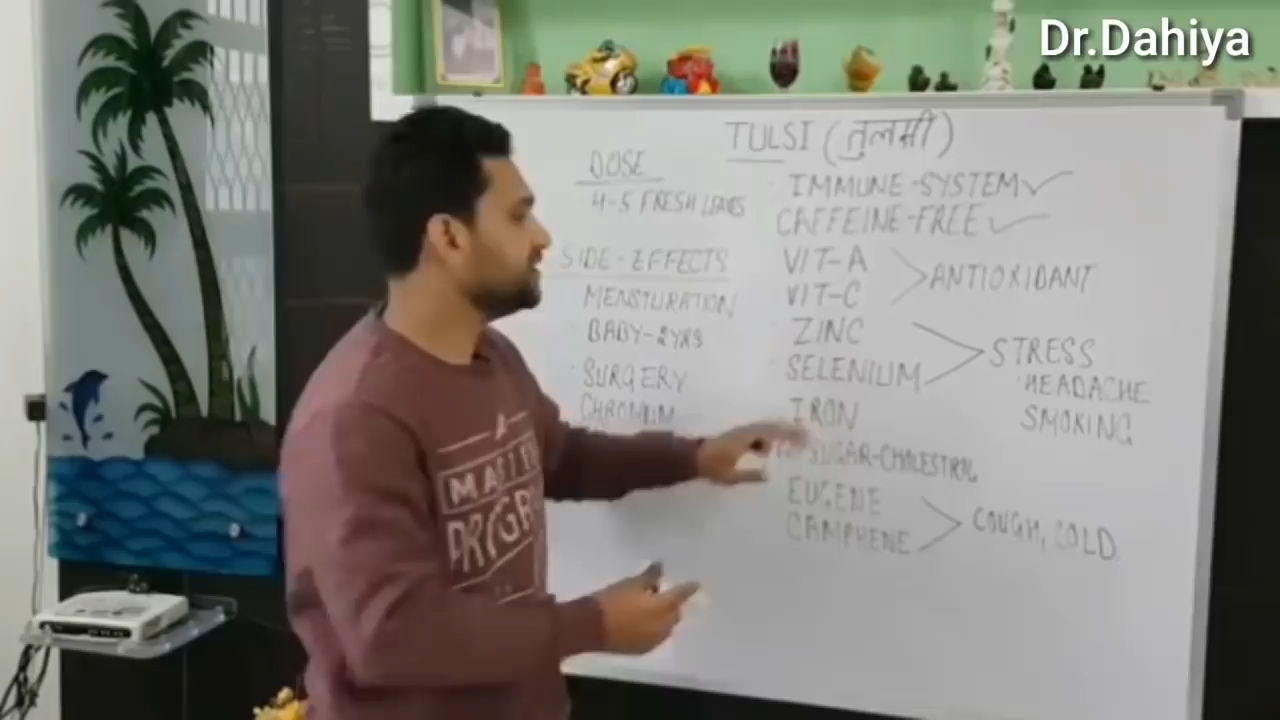 Dr.Dahiya
TULSI (तुलसी)
DOSE
4-5 FRESH LEAVES
SIDE-EFFECTS
MENSTURATION
BABY-2YRS
SURGERY
IMMUNE-SYSTEM
CAFFEINE-FREE
VIT-A
VIT-C
ANTIOXIDANT
ZINC
SELENIUM
STRESS
HEADACHE
SMOKING
IRON
SUGAR-CHOLESTROL
EUGENE
CAMPHENE
COUGH, COLD